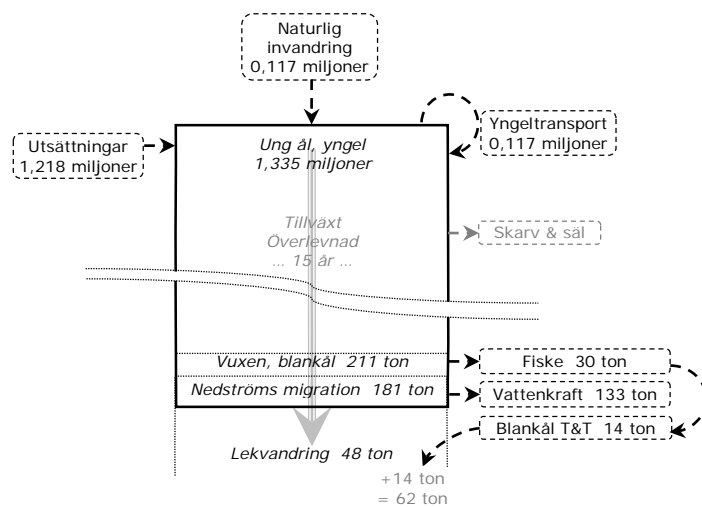 Naturlig
invandring
0,117 miljoner
Utsättningar
1,218 miljoner
Ung ål, yngel
1,335 miljoner
Yngeltransport
0,117 miljoner
Tillväxt
Överlevnad
... 15 år ...
Skarv & säl
Vuxen, blankål 211 ton
Fiske 30 ton
Nedströms migration 181 ton
Vattenkraft 133 ton
Blankål T&T 14 ton
Lekvandring 48 ton
+14 ton
= 62 ton